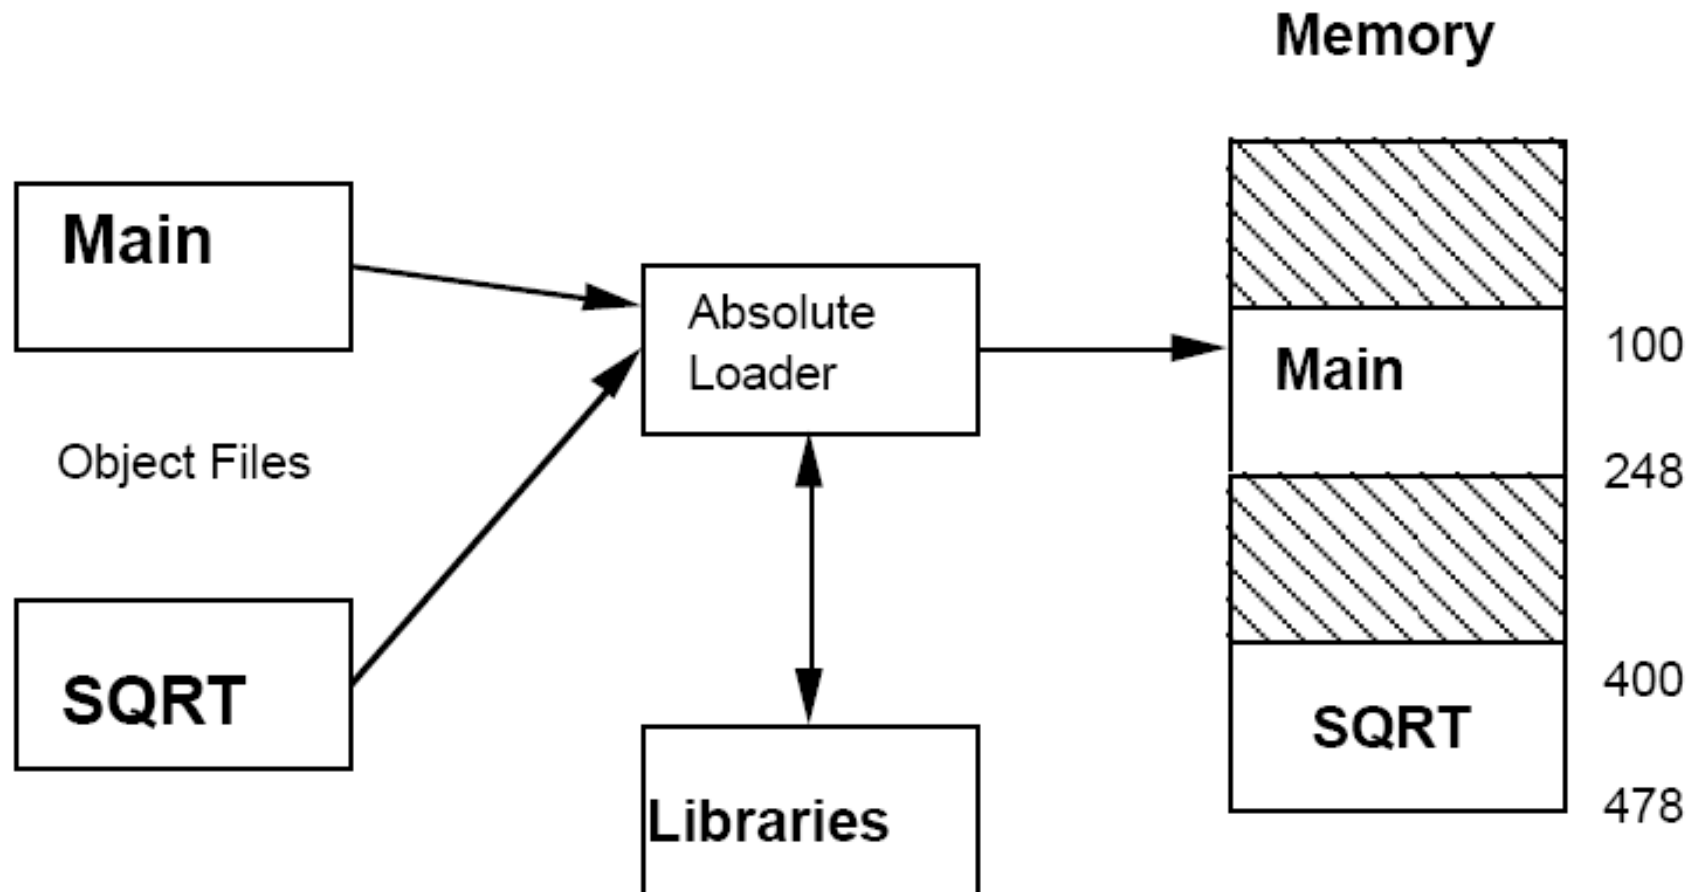 Memory
Main
Absolute
Loader
Object Files
SQRT
Libraries
Main
100
248
400
SQRT
478